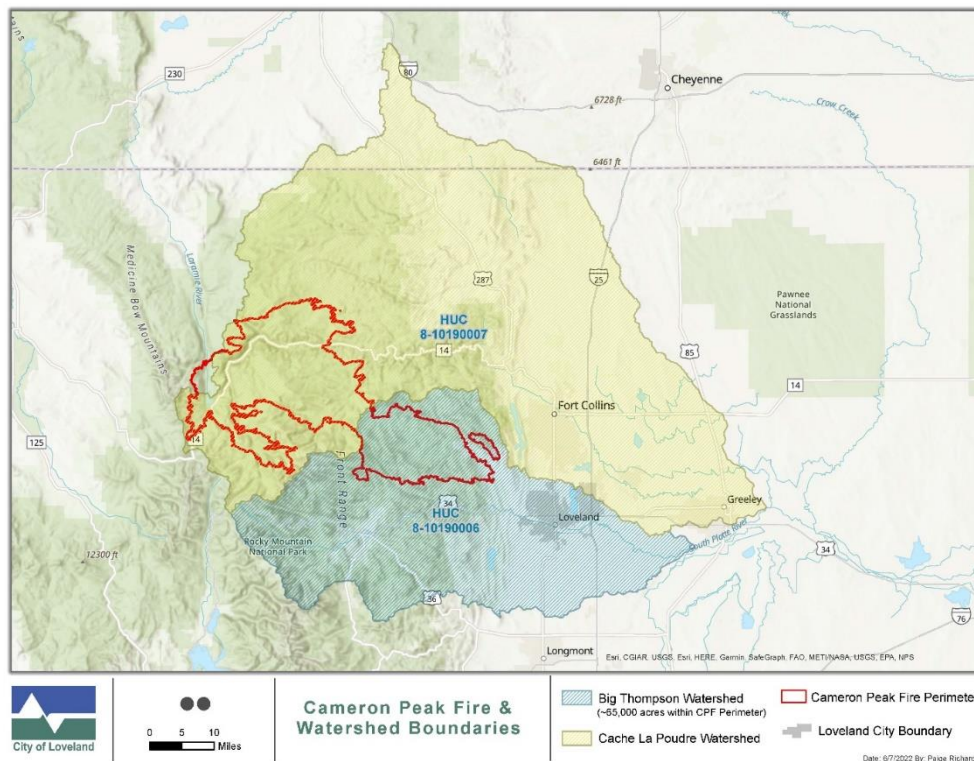 230
80
Cheyenne
6728 ft
Crow Creek
6461 ft
Medicine Bow Mountains
Laramie River
287
25
HUC
8-10190007
14
Pawnee
National
Grasslands
85
14
Fort Collins
125
14
Front Range
34
HUC
8-10190006
Loveland
Greeley
South Platte River
34
Rocky Mountain
National Park
12300 ft
36
76
Longmont
Esri, CGIAR, USGS, Esri, HERE, Garmin, SafeGraph, FAO, METI/NASA, USGS, EPA, NPS
City of Loveland
0 5 10
Miles
Cameron Peak Fire &
Watershed Boundaries
Big Thompson Watershed
(~65,000 acres within CPF Perimeter)
Cache La Poudre Watershed
Cameron Peak Fire Perimete
Loveland City Boundary
Date: 6/7/2022 By: Paige Richard